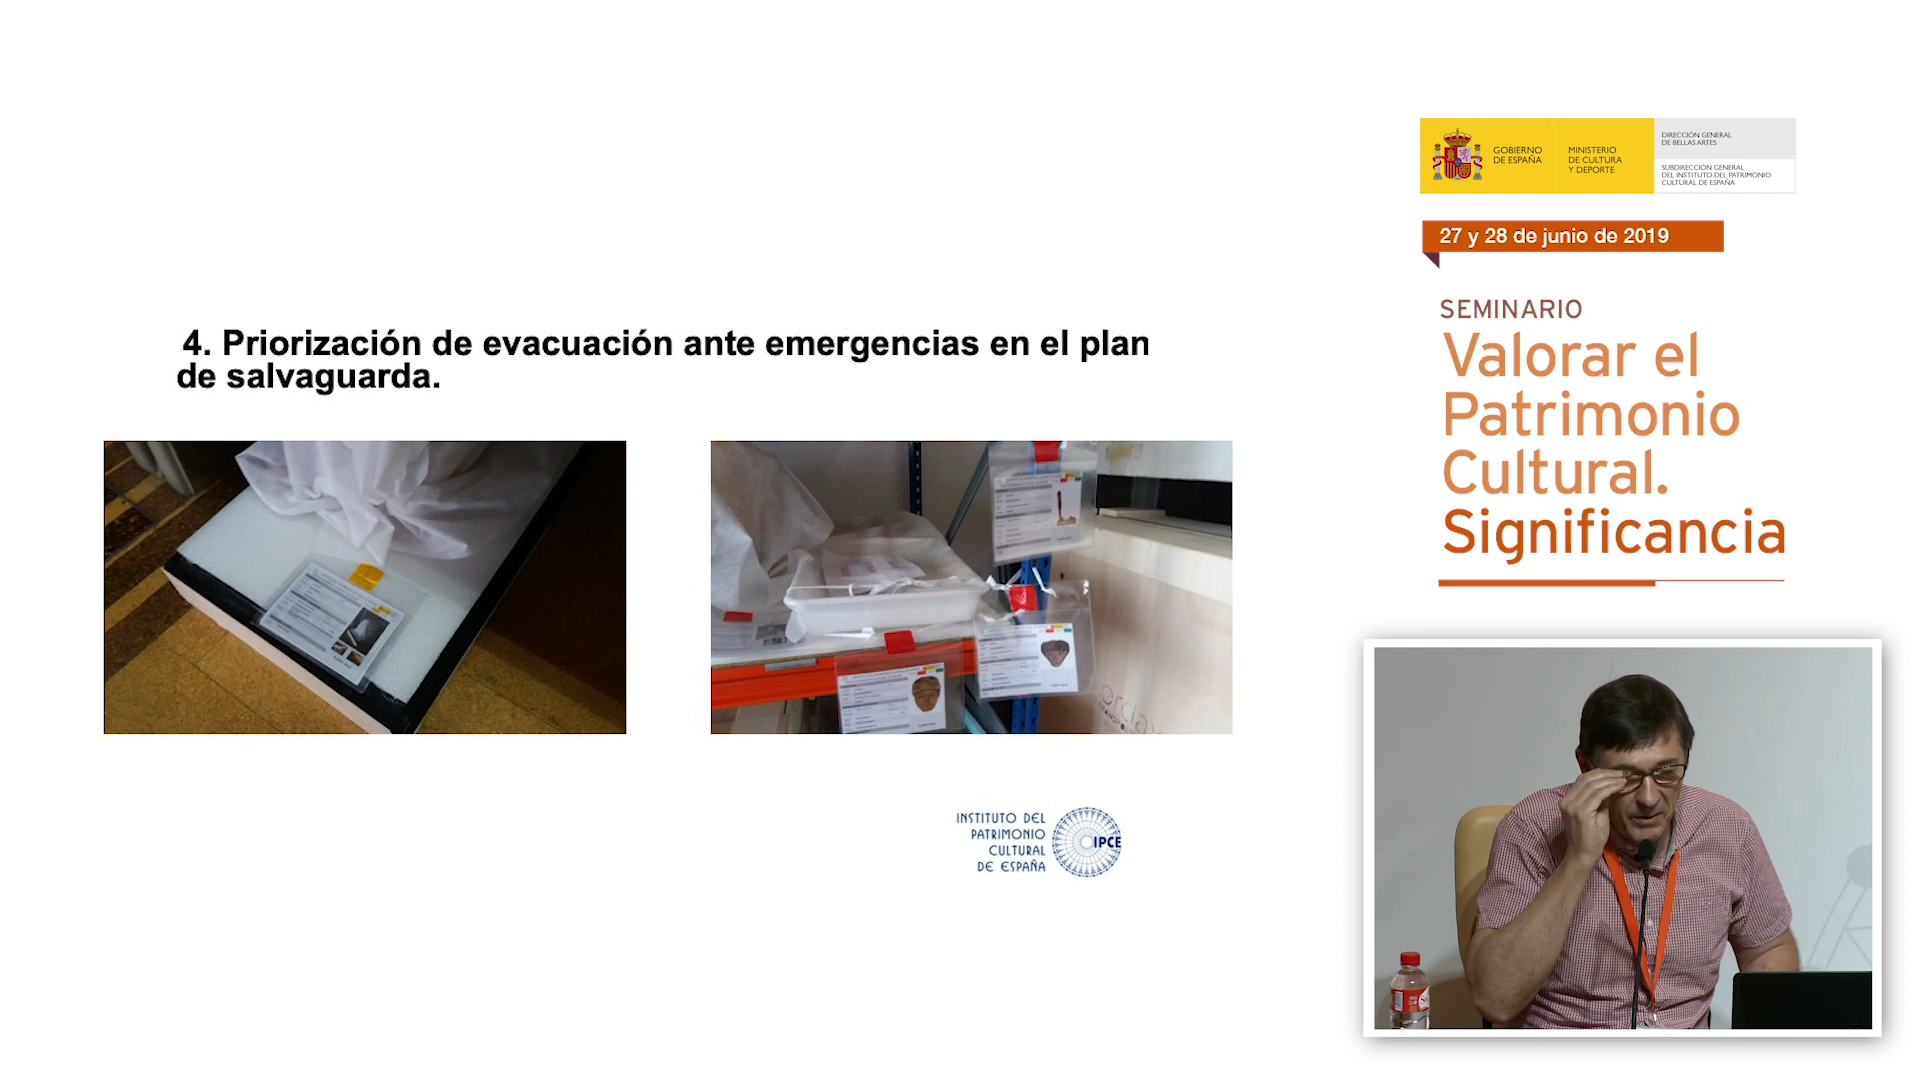 GOBIERNO
DE ESPAÑA
MINISTERIO
DE CULTURA
Y DEPORTE
DIRECCIÓN GENERAL
DE BELLAS ARTES
SUBDIRECCIÓN GENERAL
DEL INSTITUTO DEL PATRIMONIO
CULTURAL DE ESPAÑA
27 y 28 de junio de 2019
SEMINARIO
Valorar el
Patrimonio
Cultural.
Significancia
4. Priorización de evacuación ante emergencias en el plan
de salvaguarda.
INSTITUTO DEL
PATRIMONIO
CULTURAL
DE ESPAÑA
IPCE